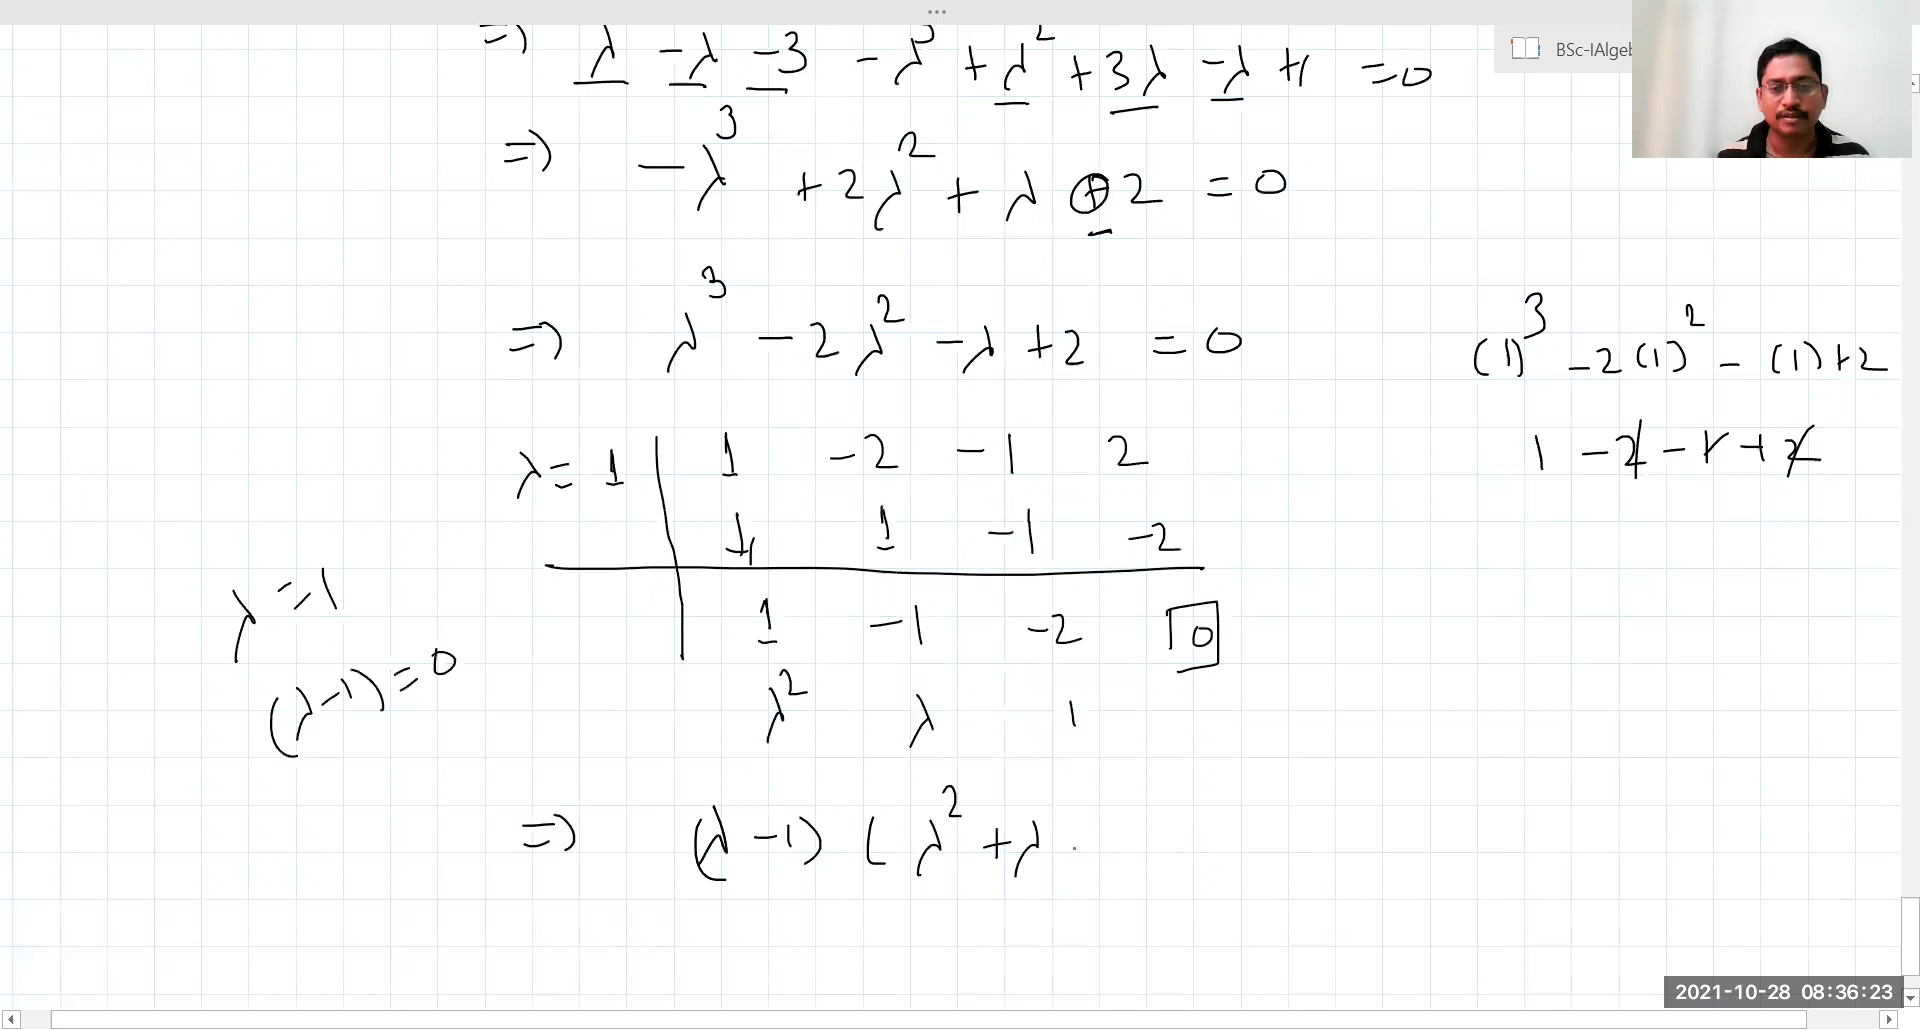 ...
BSc-IAlgeb
=> λ -λ -3 -λ³ +λ² +3λ -λ +1 =0
=> -λ³ +2λ² + λ ⊕ 2 = 0
=> λ³ -2λ² -λ +2 = 0
(1)³ -2(1)² - (1) +2
λ= 1 | 1 -2 -1 2
1 -2 -1 +2
↓ 1 -1 -2
1 -1 -2 0
λ=1
(λ-1)=0
λ² λ 1
=> (λ-1) ( λ² +λ
2021-10-28 08:36:23